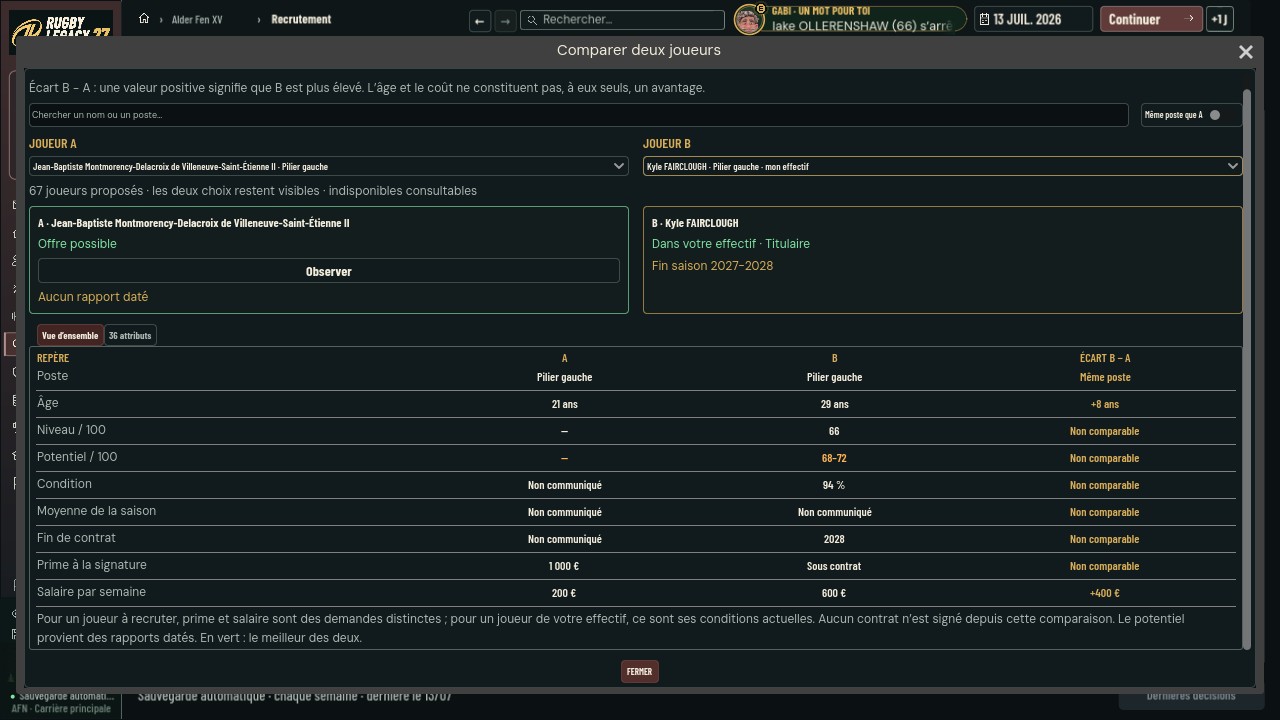 RUGBY
LEGACY 27
Alder Fen XV
Recrutement
Rechercher...
GABI · UN MOT POUR TOI
Jake OLLERENSHAW (66) s'arrê
13 JUIL. 2026
Continuer
+1 J
Comparer deux joueurs
Écart B − A : une valeur positive signifie que B est plus élevé. L'âge et le coût ne constituent pas, à eux seuls, un avantage.
Chercher un nom ou un poste…
Même poste que A
JOUEUR A
JOUEUR B
Jean-Baptiste Montmorency-Delacroix de Villeneuve-Saint-Étienne II · Pilier gauche
Kyle FAIRCLOUGH · Pilier gauche · mon effectif
67 joueurs proposés · les deux choix restent visibles · indisponibles consultables
A · Jean-Baptiste Montmorency-Delacroix de Villeneuve-Saint-Étienne II
Offre possible
Observer
Aucun rapport daté
B · Kyle FAIRCLOUGH
Dans votre effectif · Titulaire
Fin saison 2027-2028
Vue d'ensemble
36 attributs
REPÈRE A B ÉCART B − A
Poste Pilier gauche Pilier gauche Même poste
Âge 21 ans 29 ans +8 ans
Niveau / 100 — 66 Non comparable
Potentiel / 100 — 68–72 Non comparable
Condition Non communiqué 94 % Non comparable
Moyenne de la saison Non communiqué Non communiqué Non comparable
Fin de contrat Non communiqué 2028 Non comparable
Prime à la signature 1 000 € Sous contrat Non comparable
Salaire par semaine 200 € 600 € +400 €
Pour un joueur à recruter, prime et salaire sont des demandes distinctes ; pour un joueur de votre effectif, ce sont ses conditions actuelles. Aucun contrat n'est signé depuis cette comparaison. Le potentiel
provient des rapports datés. En vert : le meilleur des deux.
FERMER
Sauvegarde automati...
AFN · Carrière principale
Sauvegarde automatique · chaque semaine · dernière le 13/07
Dernières décisions